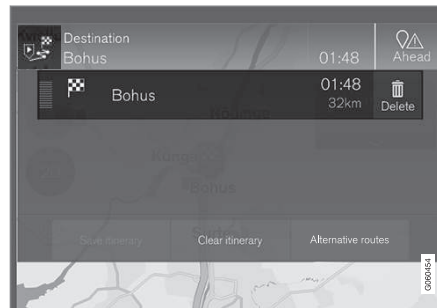 Destination
Bohus
01:48
Ahead
Bohus
01:48
32km
Delete
Bohus
Save itinerary
Clear itinerary
Alternative routes
G060454